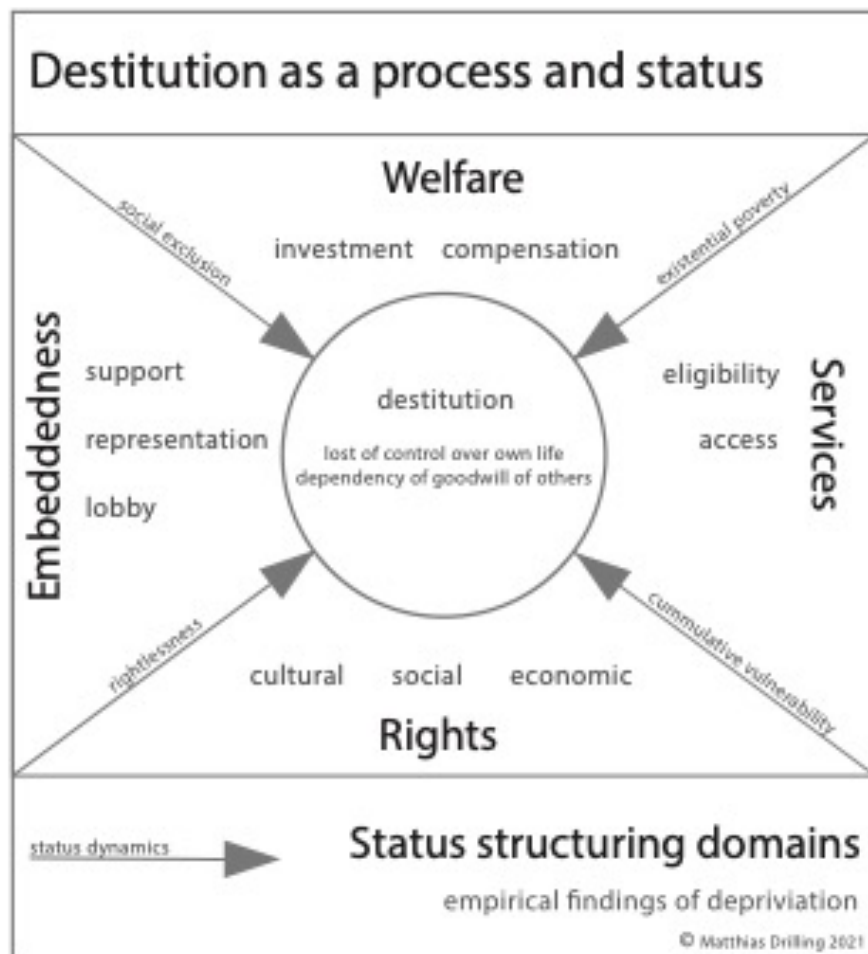 Destitution as a process and status
Welfare
social exclusion
existential poverty
investment compensation
Embeddedness
support
representation
lobby
destitution
lost of control over own life
dependency of goodwill of others
eligibility
access
Services
rightlessness
cummulative vulnerability
cultural social economic
Rights
status dynamics
Status structuring domains
empirical findings of depriviation
© Matthias Drilling 2021